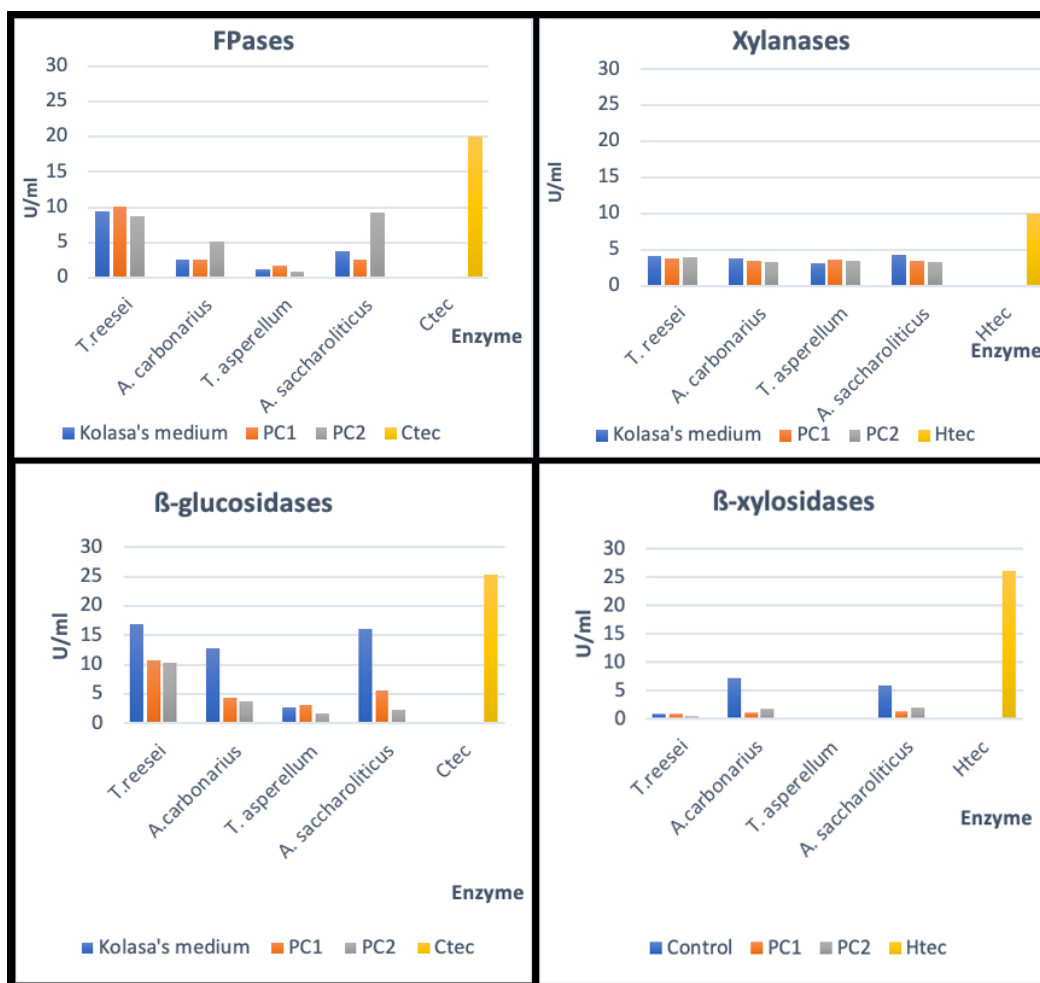 FPases
30
25
20
15
10
5
0
U/ml
T.reesei
A. carbonarius
T. asperellum
A. saccharoliticus
Ctec
Enzyme
Kolasa's medium PC1 PC2 Ctec
Xylanases
30
25
20
15
10
5
0
U/ml
T. reesei
A. carbonarius
T. asperellum
A. saccharoliticus
Htec
Enzyme
Kolasa's medium PC1 PC2 Htec
ß-glucosidases
30
25
20
15
10
5
0
U/ml
T.reesei
A.carbonarius
T. asperellum
A. saccharoliticus
Ctec
Enzyme
Kolasa's medium PC1 PC2 Ctec
ß-xylosidases
30
25
20
15
10
5
0
U/ml
T.reesei
A.carbonarius
T. asperellum
A. saccharoliticus
Htec
Enzyme
Control PC1 PC2 Htec